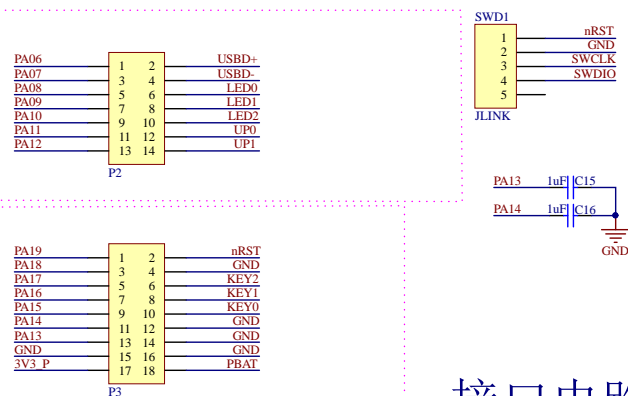 PA06 1 2 USBD+
PA07 3 4 USBD-
PA08 5 6 LED0
PA09 7 8 LED1
PA10 9 10 LED2
PA11 11 12 UP0
PA12 13 14 UP1
P2
SWD1
1 nRST
2 GND
3 SWCLK
4 SWDIO
5
JLINK
PA13 1uF C15
PA14 1uF C16
GND
PA19 1 2 nRST
PA18 3 4 GND
PA17 5 6 KEY2
PA16 7 8 KEY1
PA15 9 10 KEY0
PA14 11 12 GND
PA13 13 14 GND
GND 15 16 GND
3V3_P 17 18 PBAT
P3
接口电路